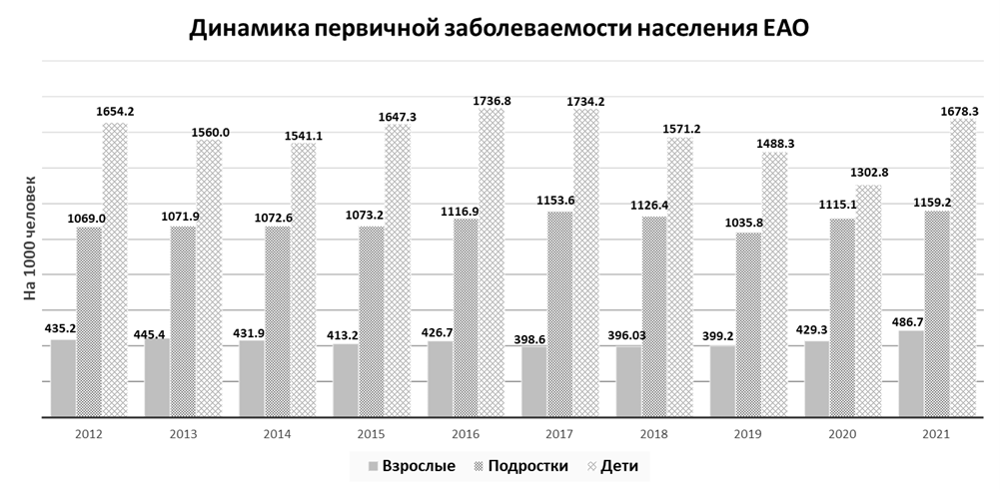 Динамика первичной заболеваемости населения ЕАО
На 1000 человек
435.2 1069.0 1654.2
445.4 1071.9 1560.0
431.9 1072.6 1541.1
413.2 1073.2 1647.3
426.7 1116.9 1736.8
398.6 1153.6 1734.2
396.03 1126.4 1571.2
399.2 1035.8 1488.3
429.3 1115.1 1302.8
486.7 1159.2 1678.3
2012 2013 2014 2015 2016 2017 2018 2019 2020 2021
Взрослые Подростки Дети